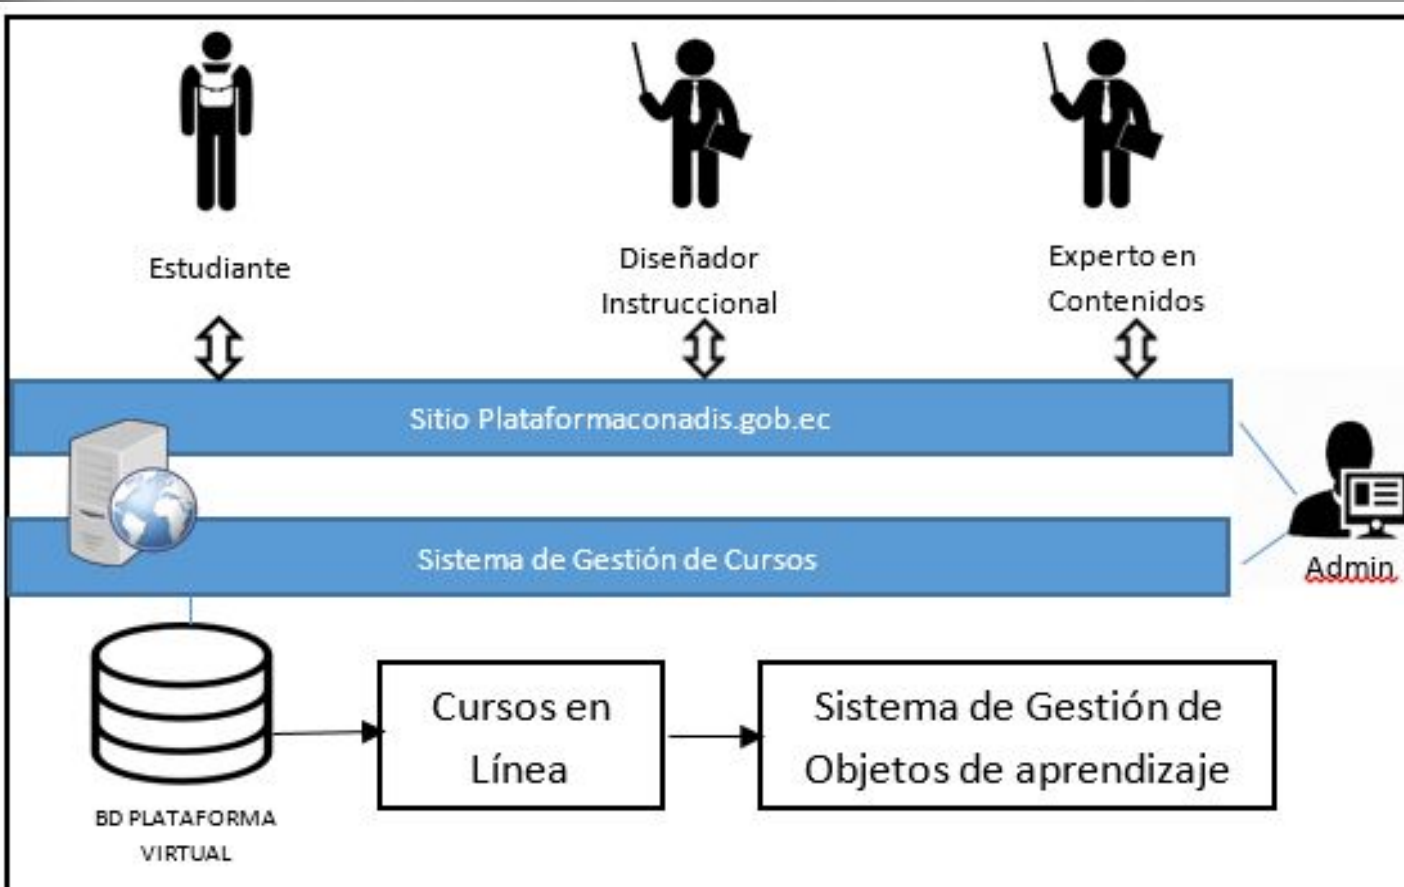 Estudiante
Diseñador
Instruccional
Experto en
Contenidos
Sitio Plataformaconadis.gob.ec
Sistema de Gestión de Cursos
Admin
Cursos en
Línea
Sistema de Gestión de
Objetos de aprendizaje
BD PLATAFORMA
VIRTUAL